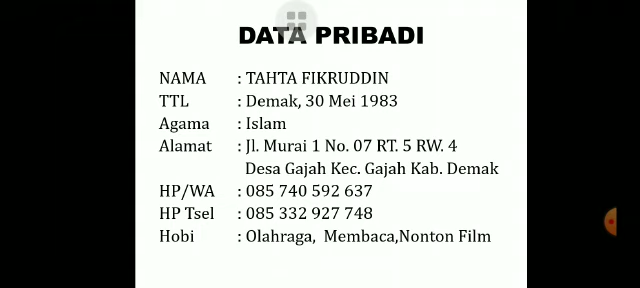 DATA PRIBADI
NAMA : TAHTA FIKRUDDIN
TTL : Demak, 30 Mei 1983
Agama : Islam
Alamat : Jl. Murai 1 No. 07 RT. 5 RW. 4
Desa Gajah Kec. Gajah Kab. Demak
HP/WA : 085 740 592 637
HP Tsel : 085 332 927 748
Hobi : Olahraga, Membaca,Nonton Film